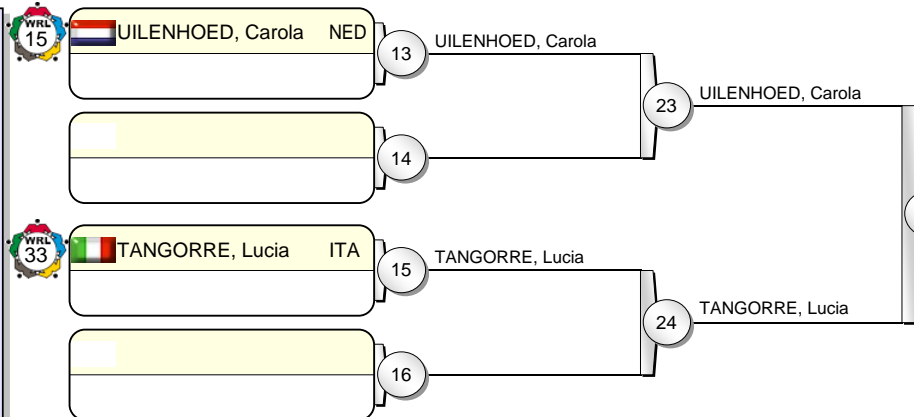 WRL
15
UILENHOED, Carola NED
13
UILENHOED, Carola
23
UILENHOED, Carola
14
WRL
33
TANGORRE, Lucia ITA
15
TANGORRE, Lucia
24
TANGORRE, Lucia
16